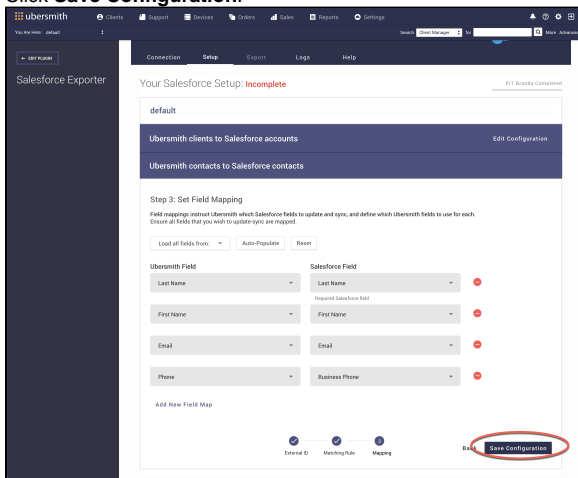 Click Save Configuration.
ubersmith Clients Support Devices Orders Sales Reports Settings
You Are Here: default Search Client Manager for More Advanced
← EDIT PLUGIN
Connection Setup Export Logs Help
Salesforce Exporter
Your Salesforce Setup: Incomplete 0/1 Brands Completed
default
Ubersmith clients to Salesforce accounts Edit Configuration
Ubersmith contacts to Salesforce contacts
Step 3: Set Field Mapping
Field mappings instruct Ubersmith which Salesforce fields to update and sync, and define which Ubersmith fields to use for each.
Ensure all fields that you wish to update-sync are mapped.
Load all fields from: Auto-Populate Reset
Ubersmith Field Salesforce Field
Last Name Last Name
Required Salesforce field
First Name First Name
Email Email
Phone Business Phone
Add New Field Map
3
External ID Matching Rule Mapping
Back Save Configuration